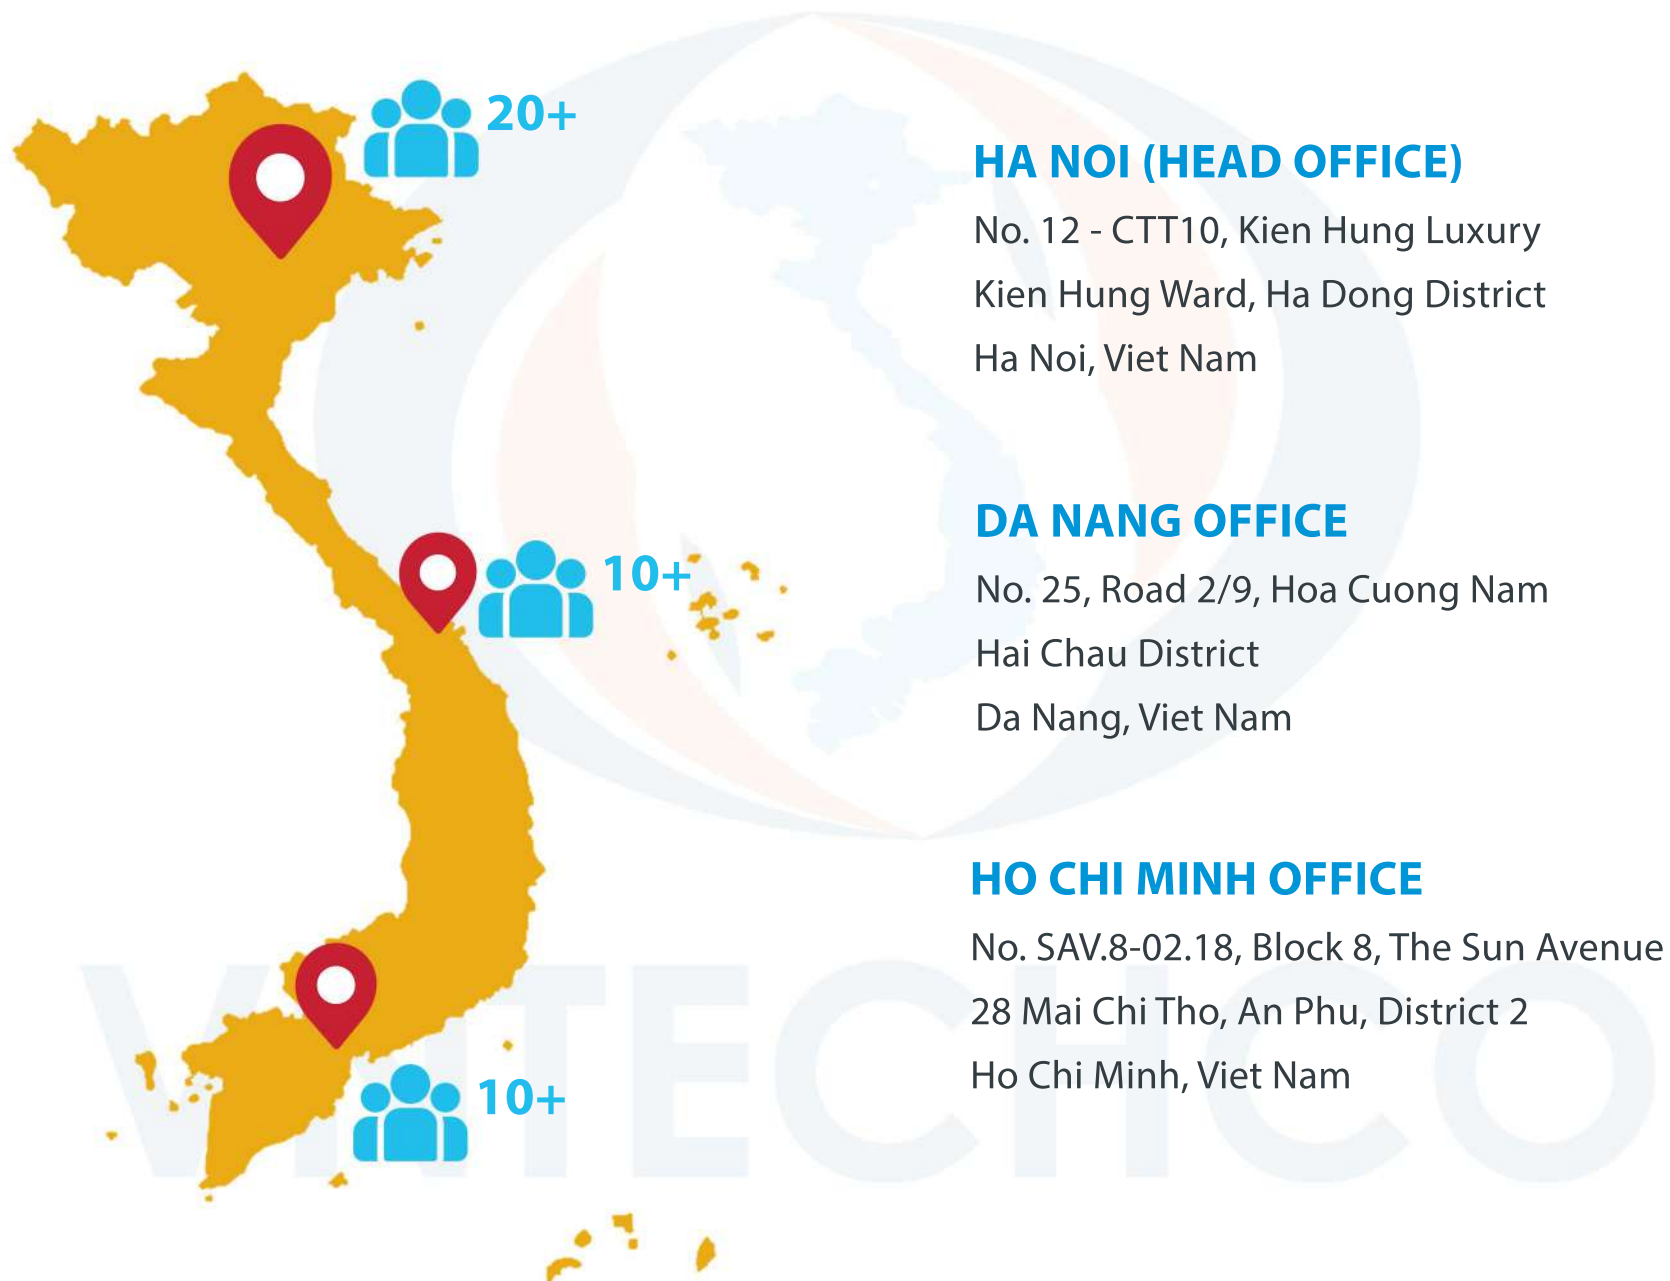 20+
HA NOI (HEAD OFFICE)
No. 12 - CTT10, Kien Hung Luxury
Kien Hung Ward, Ha Dong District
Ha Noi, Viet Nam
10+
DA NANG OFFICE
No. 25, Road 2/9, Hoa Cuong Nam
Hai Chau District
Da Nang, Viet Nam
10+
HO CHI MINH OFFICE
No. SAV.8-02.18, Block 8, The Sun Avenue
28 Mai Chi Tho, An Phu, District 2
Ho Chi Minh, Viet Nam
VNTECHCO